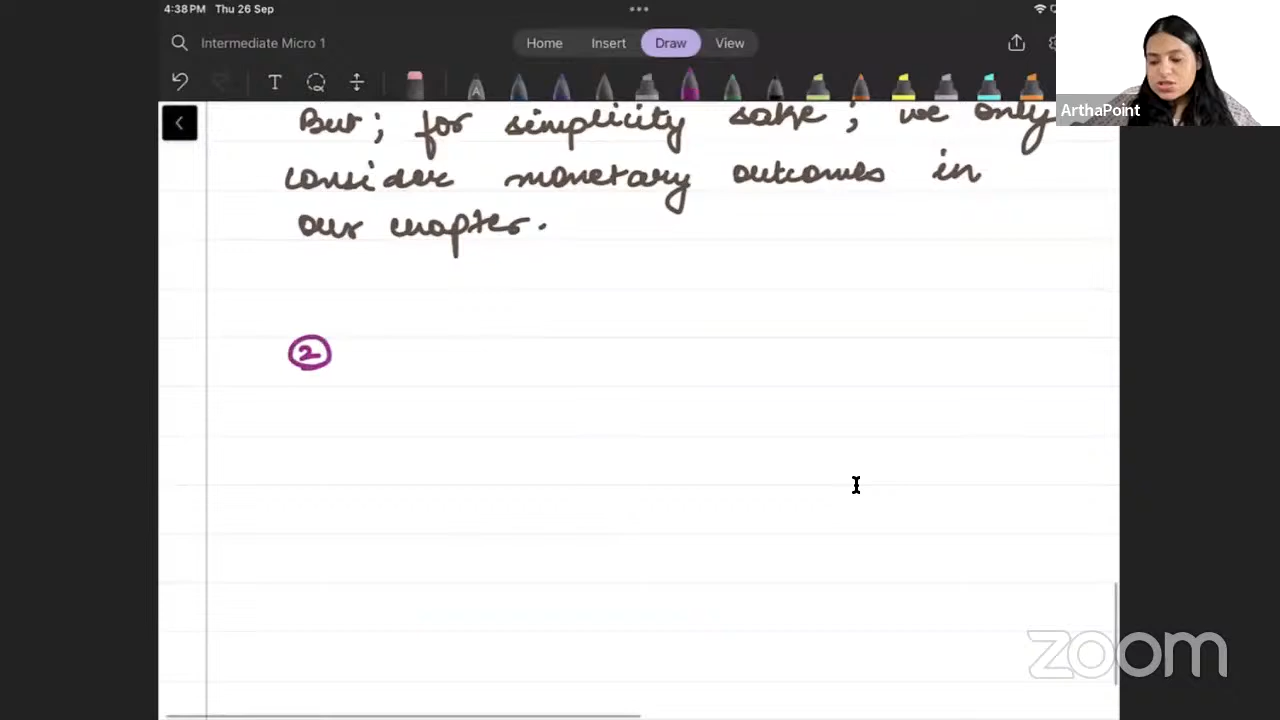 4:38 PM Thu 26 Sep
Intermediate Micro 1
Home Insert Draw View
T
A
ArthaPoint
But ; for simplicity sake ; we only
consider monetary outcomes in
our chapter.
2
zoom